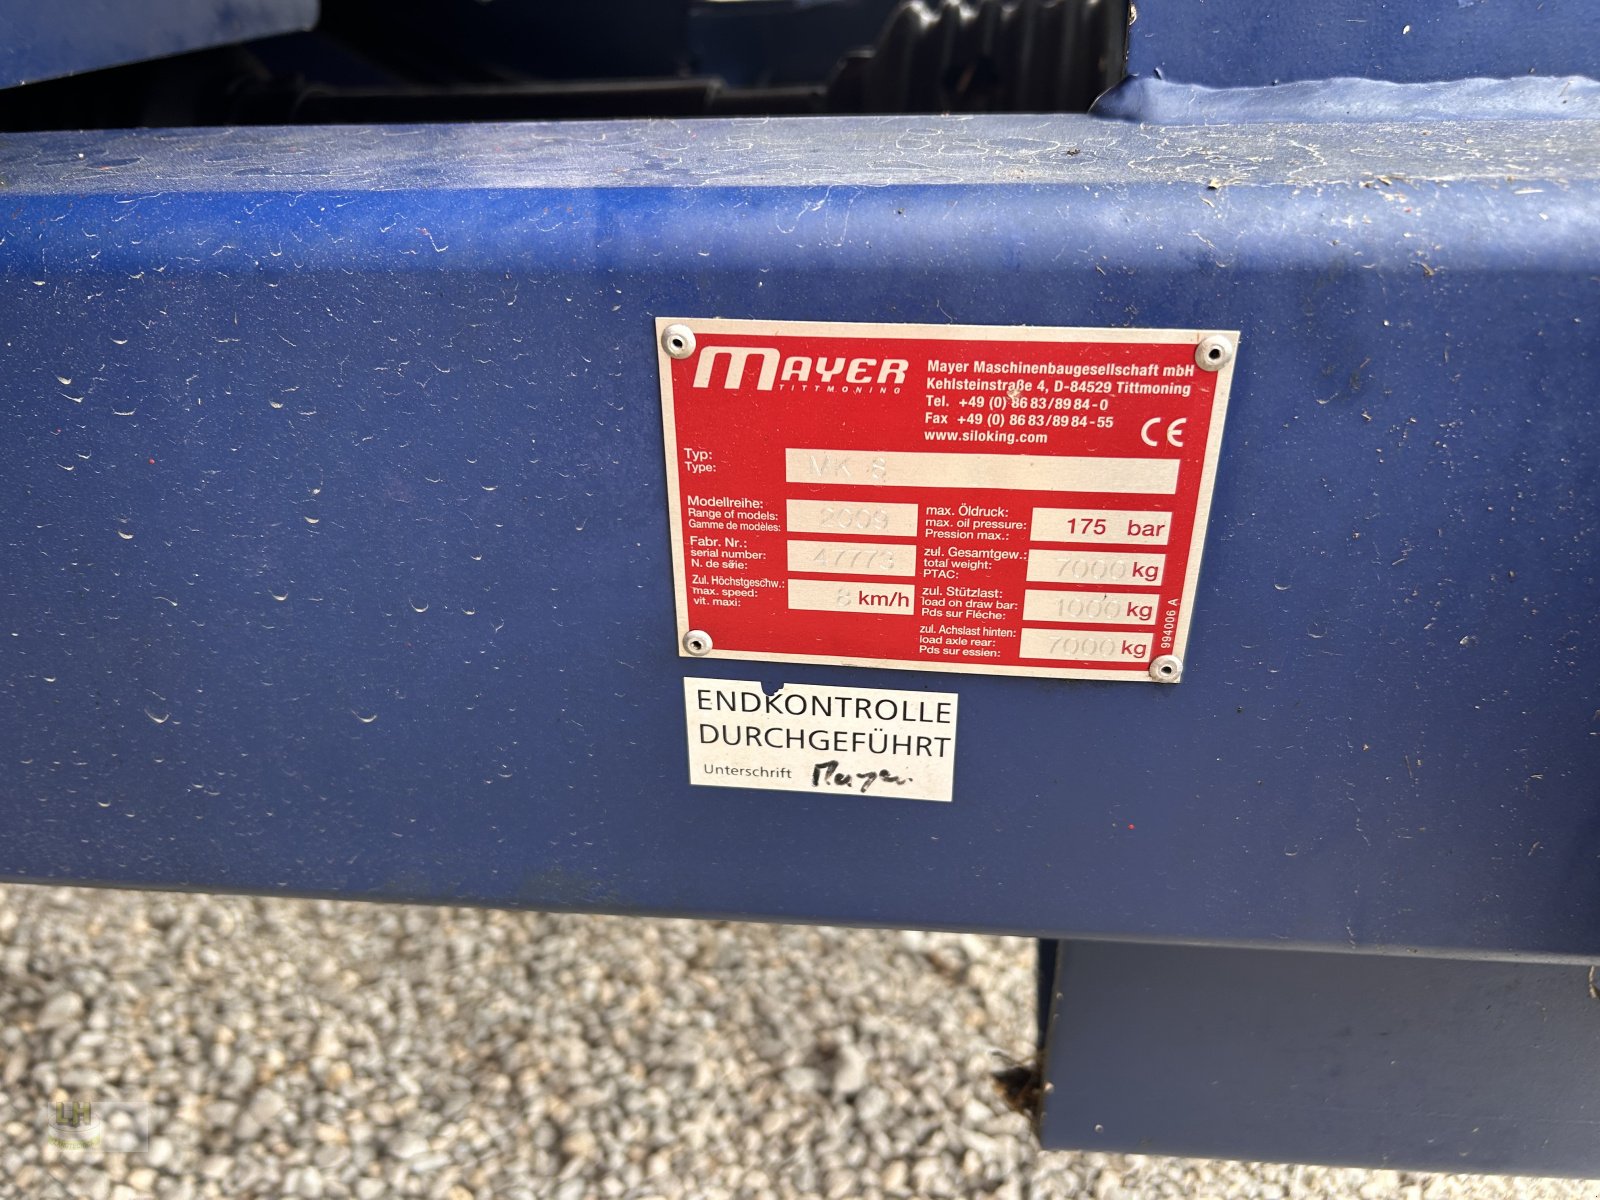 MAYER
TITTMONING
Mayer Maschinenbaugesellschaft mbH
Kehlsteinstraße 4, D-84529 Tittmoning
Tel. +49 (0) 86 83/89 84-0
Fax +49 (0) 86 83/89 84-55
www.siloking.com
CE
Typ:
Type:
MK 8
Modellreihe:
Range of models:
Gamme de modèles:
2009
Fabr. Nr.:
serial number:
N. de séie:
47773
Zul. Höchstgeschw.:
max. speed:
vit. maxi:
8 km/h
max. Öldruck:
max. oil pressure:
Pression max.:
175 bar
zul. Gesamtgew.:
total weight:
PTAC:
7000 kg
zul. Stützlast:
load on draw bar:
Pds sur Fléche:
1000 kg
zul. Achslast hinten:
load axle rear:
Pds sur essien:
7000 kg
994006 A
ENDKONTROLLE
DURCHGEFÜHRT
Unterschrift Mayer
LH